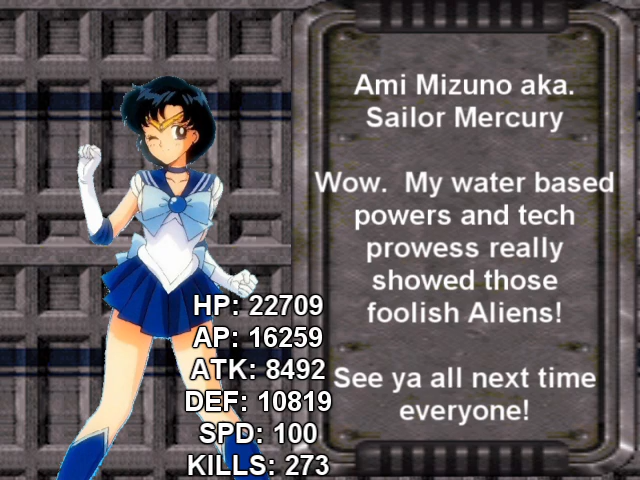 Ami Mizuno aka.
Sailor Mercury
Wow.  My water based
powers and tech
prowess really
showed those
foolish Aliens!
See ya all next time
everyone!
HP: 22709
AP: 16259
ATK: 8492
DEF: 10819
SPD: 100
KILLS: 273